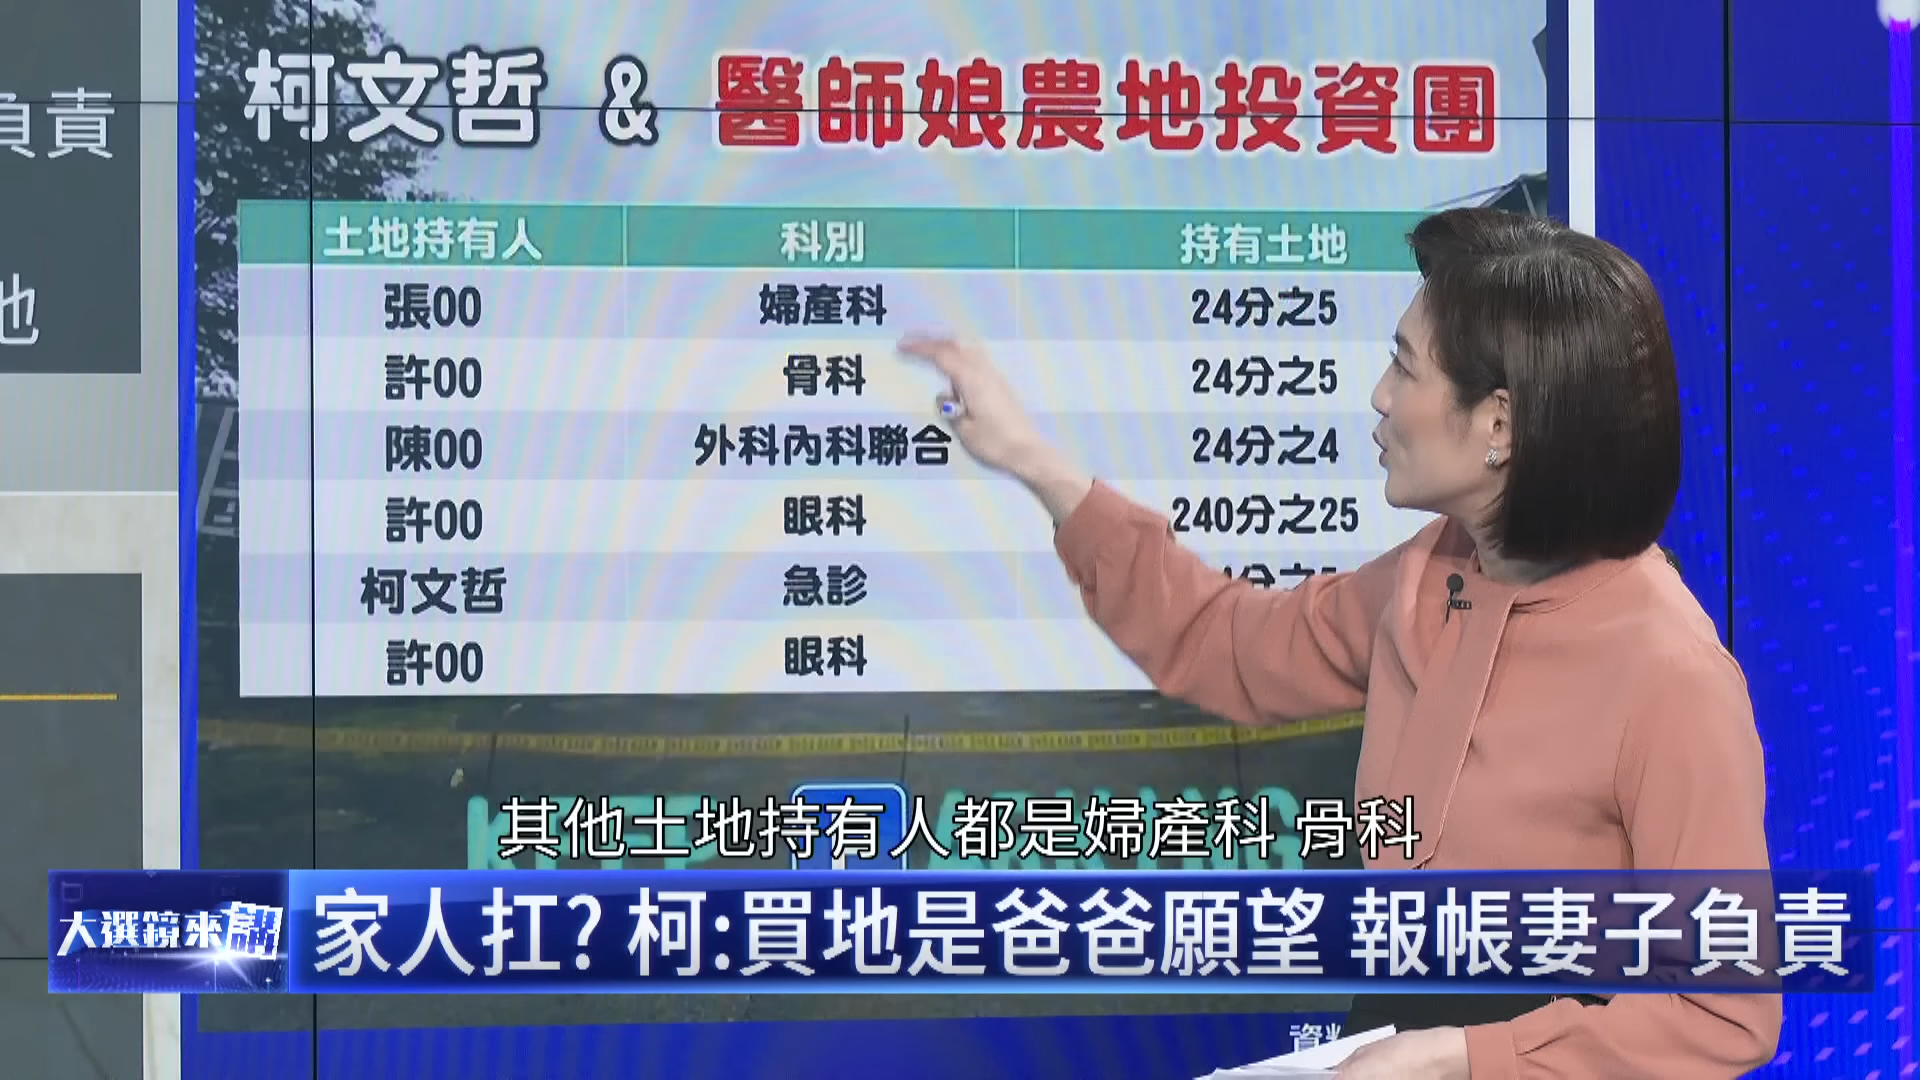 負責
地
柯文哲 & 醫師娘農地投資團
土地持有人 科別 持有土地
張00 婦產科 24分之5
許00 骨科 24分之5
陳00 外科內科聯合 24分之4
許00 眼科 240分之25
柯文哲 急診
許00 眼科
其他土地持有人都是婦產科 骨科
大選鏡來講 家人扛? 柯:買地是爸爸願望 報帳妻子負責
資料